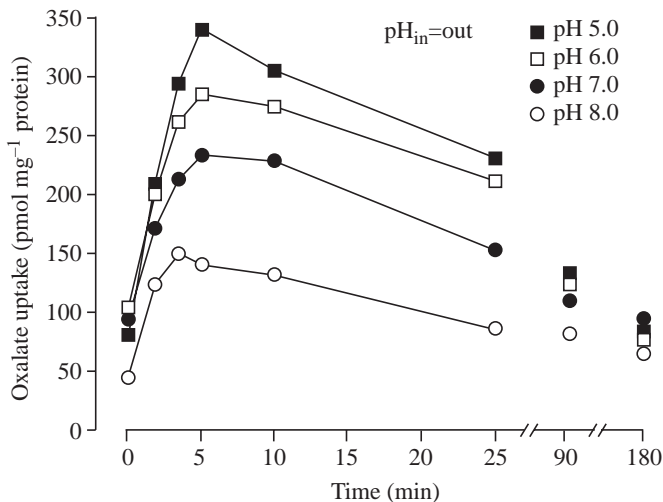 350
300
250
200
150
100
50
0
Oxalate uptake (pmol mg⁻¹ protein)
pH_in=out
pH 5.0
pH 6.0
pH 7.0
pH 8.0
0 5 10 15 20 25 90 180
Time (min)